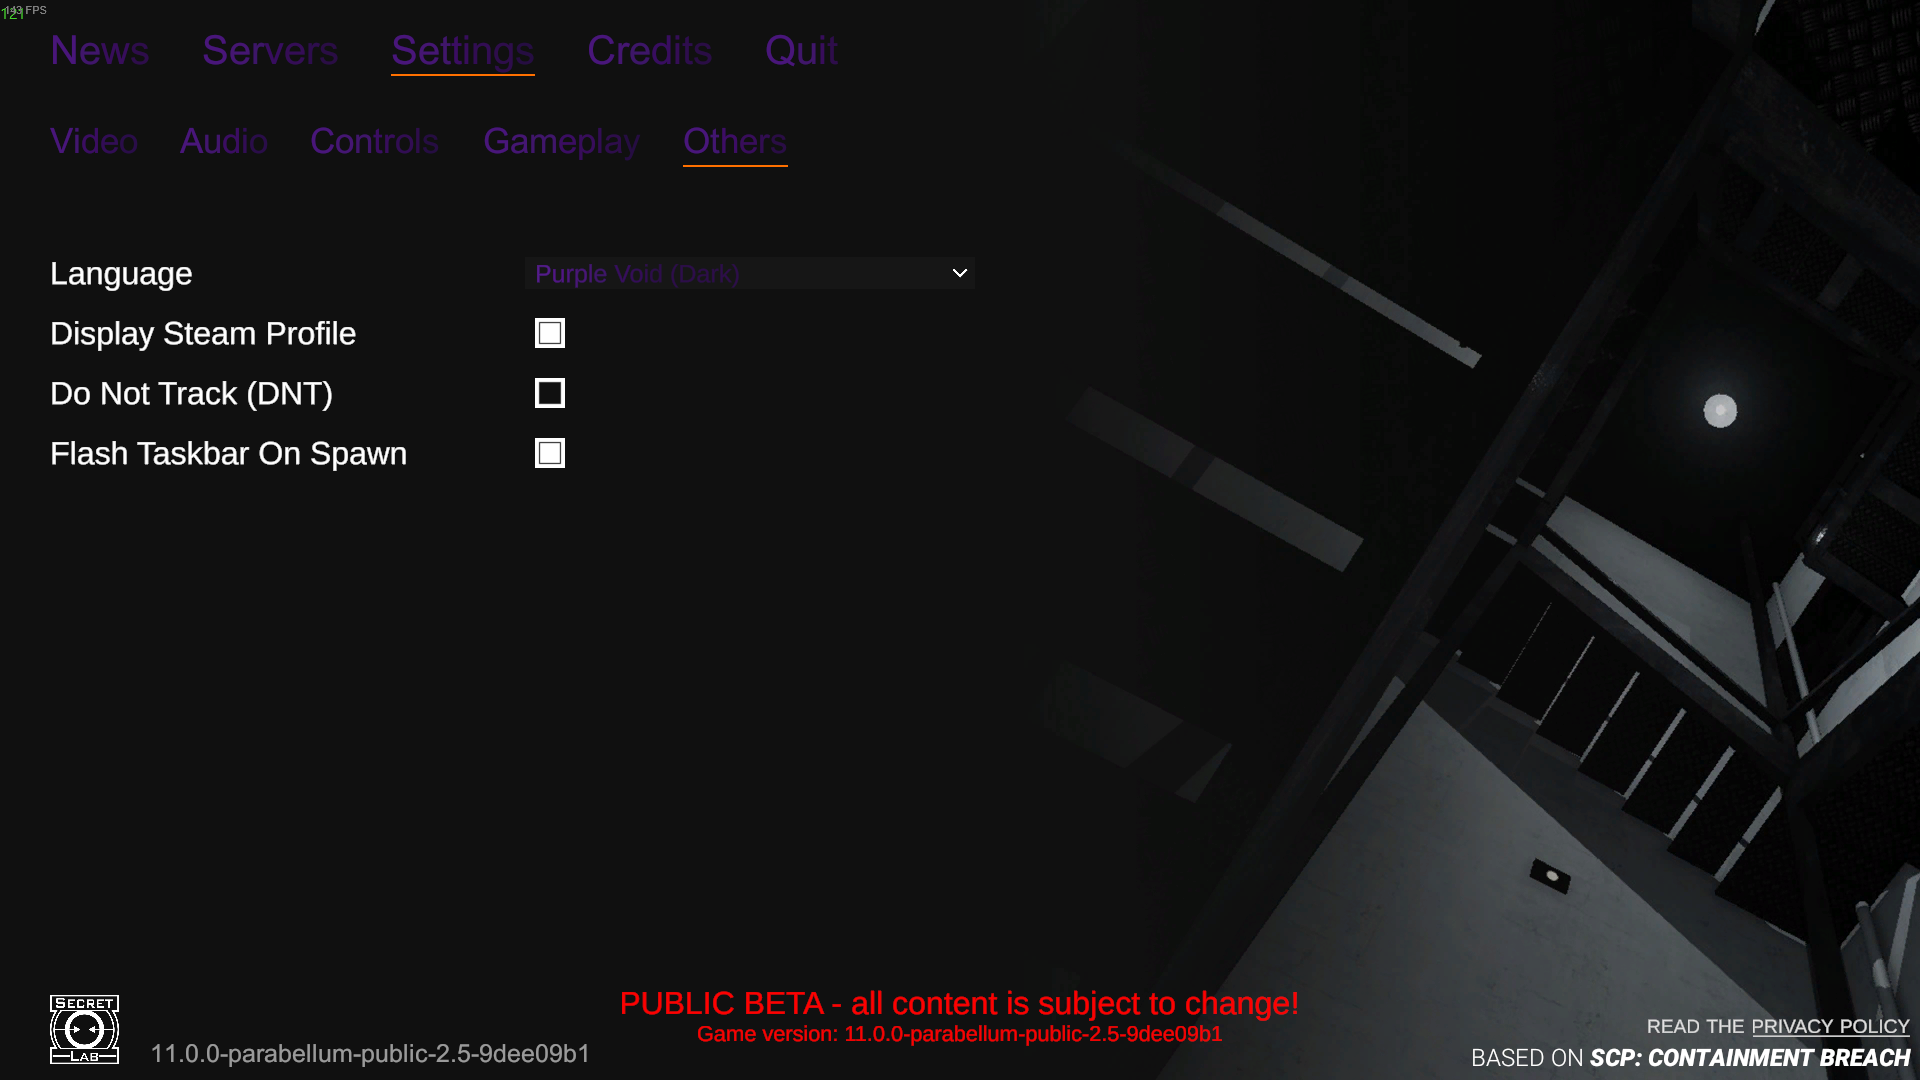 143 FPS
121
News Servers Settings Credits Quit
Video Audio Controls Gameplay Others
Language Purple Void (Dark)
Display Steam Profile
Do Not Track (DNT)
Flash Taskbar On Spawn
PUBLIC BETA - all content is subject to change!
Game version: 11.0.0-parabellum-public-2.5-9dee09b1
SECRET
LAB
11.0.0-parabellum-public-2.5-9dee09b1
READ THE PRIVACY POLICY
BASED ON SCP: CONTAINMENT BREACH